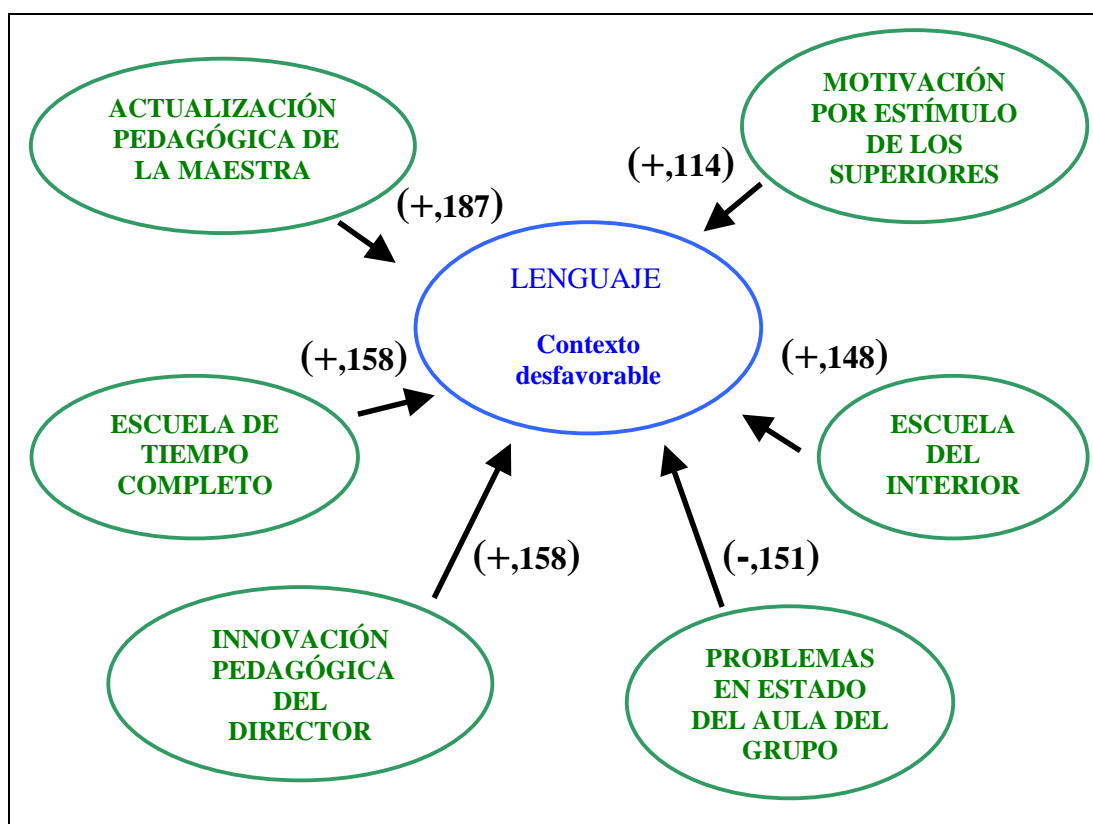 ACTUALIZACIÓN
PEDAGÓGICA DE
LA MAESTRA
(+,187)
MOTIVACIÓN
POR ESTÍMULO
DE LOS
SUPERIORES
(+,114)
LENGUAJE
Contexto
desfavorable
(+,158)
ESCUELA DE
TIEMPO
COMPLETO
(+,148)
ESCUELA
DEL
INTERIOR
(+,158)
INNOVACIÓN
PEDAGÓGICA
DEL
DIRECTOR
(-,151)
PROBLEMAS
EN ESTADO
DEL AULA DEL
GRUPO